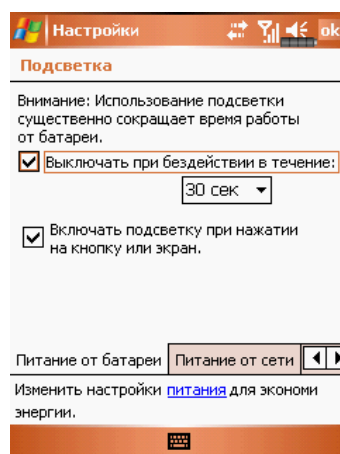 Настройки
ok
Подсветка
Внимание: Использование подсветки
существенно сокращает время работы
от батареи.
Выключать при бездействии в течение:
30 сек
Включать подсветку при нажатии
на кнопку или экран.
Питание от батареи Питание от сети
Изменить настройки питания для экономи
энергии.